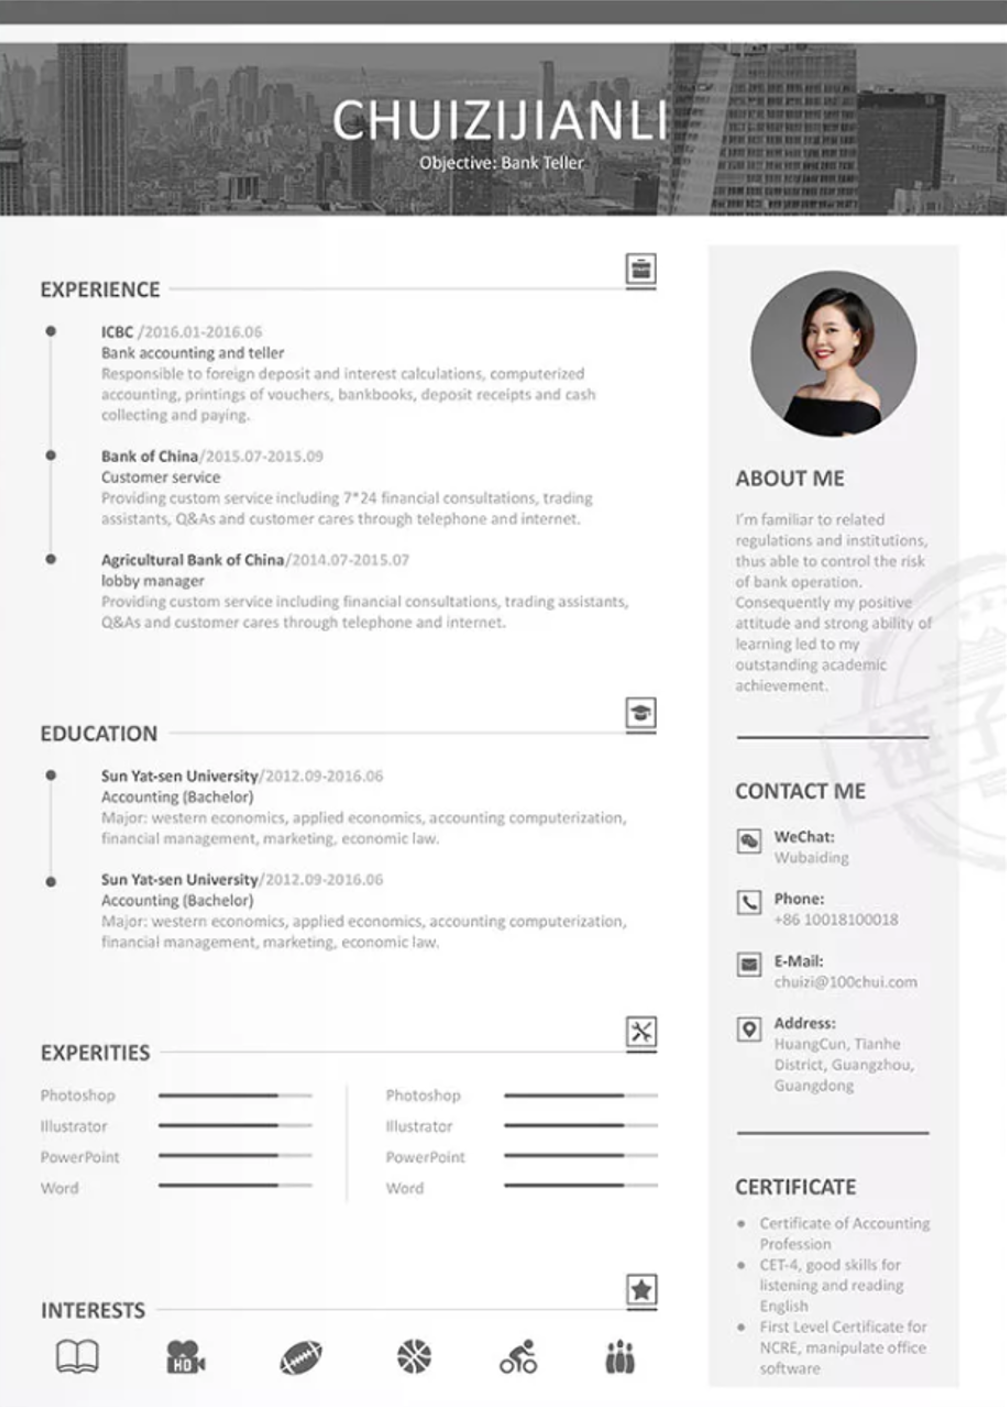 CHUIZIJIANLI
Objective: Bank Teller
EXPERIENCE
ICBC /2016.01-2016.06
Bank accounting and teller
Responsible to foreign deposit and interest calculations, computerized
accounting, printings of vouchers, bankbooks, deposit receipts and cash
collecting and paying.
Bank of China/2015.07-2015.09
Customer service
Providing custom service including 7*24 financial consultations, trading
assistants, Q&As and customer cares through telephone and internet.
Agricultural Bank of China/2014.07-2015.07
lobby manager
Providing custom service including financial consultations, trading assistants,
Q&As and customer cares through telephone and internet.
EDUCATION
Sun Yat-sen University/2012.09-2016.06
Accounting (Bachelor)
Major: western economics, applied economics, accounting computerization,
financial management, marketing, economic law.
Sun Yat-sen University/2012.09-2016.06
Accounting (Bachelor)
Major: western economics, applied economics, accounting computerization,
financial management, marketing, economic law.
EXPERITIES
Photoshop
Illustrator
PowerPoint
Word
Photoshop
Illustrator
PowerPoint
Word
INTERESTS
HD
ABOUT ME
I'm familiar to related
regulations and institutions,
thus able to control the risk
of bank operation.
Consequently my positive
attitude and strong ability of
learning led to my
outstanding academic
achievement.
CONTACT ME
WeChat:
Wubaiding
Phone:
+86 10018100018
E-Mail:
chuizi@100chui.com
Address:
HuangCun, Tianhe
District, Guangzhou,
Guangdong
CERTIFICATE
Certificate of Accounting
Profession
CET-4, good skills for
listening and reading
English
First Level Certificate for
NCRE, manipulate office
software
锤子